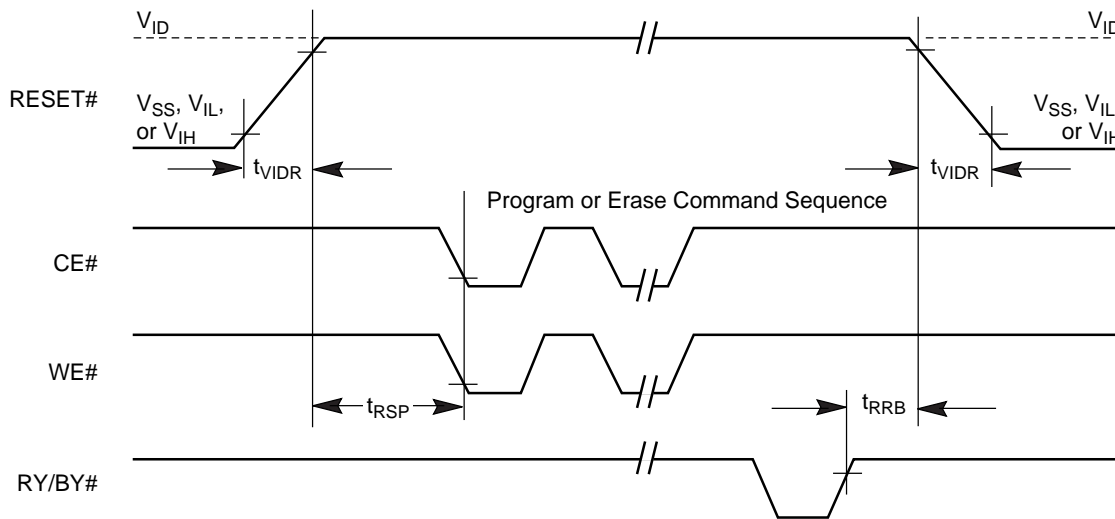 V_ID
V_ID
RESET#
V_SS, V_IL,
or V_IH
V_SS, V_IL
or V_IH
t_VIDR
t_VIDR
Program or Erase Command Sequence
CE#
WE#
t_RSP
t_RRB
RY/BY#